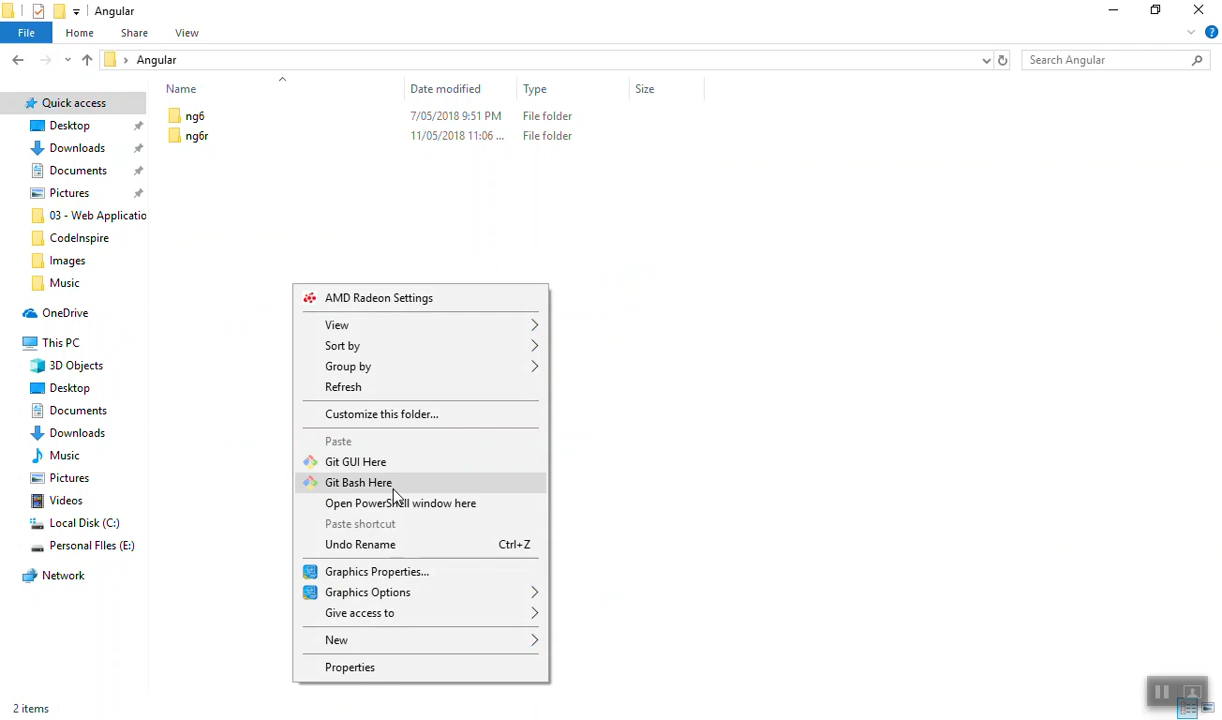 Angular
File Home Share View
Angular
Search Angular
Name Date modified Type Size
ng6 7/05/2018 9:51 PM File folder
ng6r 11/05/2018 11:06 ... File folder
Quick access
Desktop
Downloads
Documents
Pictures
03 - Web Applicatio
CodeInspire
Images
Music
OneDrive
This PC
3D Objects
Desktop
Documents
Downloads
Music
Pictures
Videos
Local Disk (C:)
Personal FIles (E:)
Network
AMD Radeon Settings
View
Sort by
Group by
Refresh
Customize this folder...
Paste
Git GUI Here
Git Bash Here
Open PowerShell window here
Paste shortcut
Undo Rename Ctrl+Z
Graphics Properties...
Graphics Options
Give access to
New
Properties
2 items